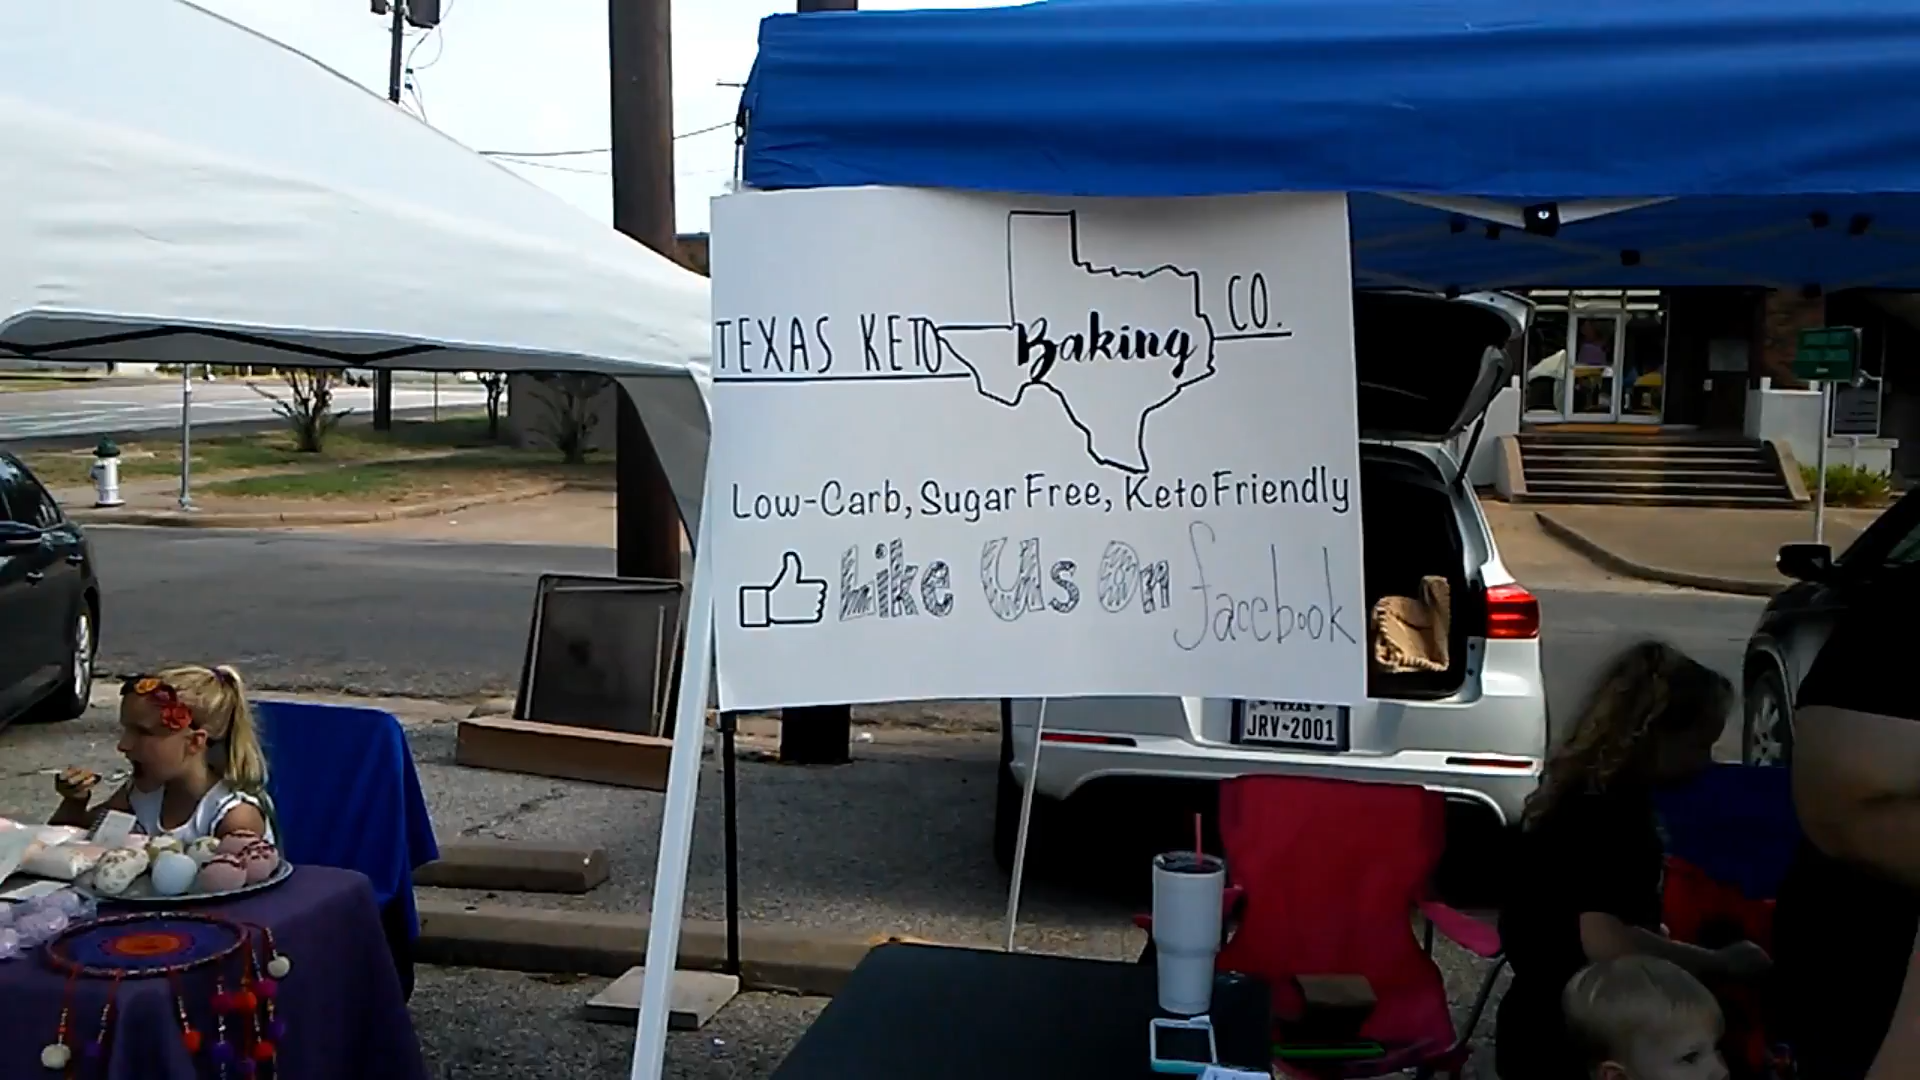 TEXAS KETO Baking CO.
Low-Carb, Sugar Free, Keto Friendly
Like Us On facebook
TEXAS
JRV-2001